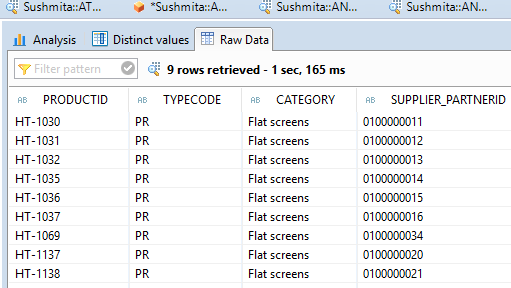 Sushmita::AT... *Sushmita::A... Sushmita::AN... Sushmita::AN...
Analysis Distinct values Raw Data
Filter pattern 9 rows retrieved - 1 sec, 165 ms
AB PRODUCTID AB TYPECODE AB CATEGORY AB SUPPLIER_PARTNERID
HT-1030 PR Flat screens 0100000011
HT-1031 PR Flat screens 0100000012
HT-1032 PR Flat screens 0100000013
HT-1035 PR Flat screens 0100000014
HT-1036 PR Flat screens 0100000015
HT-1037 PR Flat screens 0100000016
HT-1069 PR Flat screens 0100000034
HT-1137 PR Flat screens 0100000020
HT-1138 PR Flat screens 0100000021